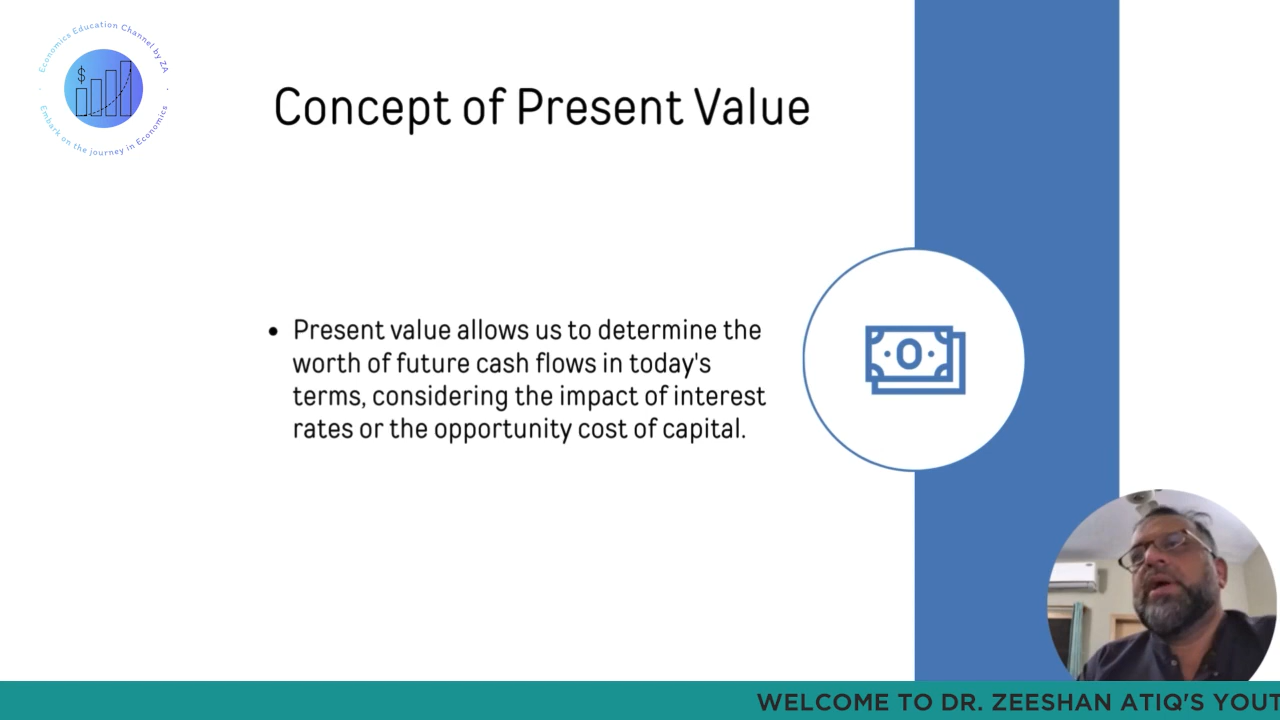 Economics Education Channel by ZA
$
Embark on the journey in Economics
Concept of Present Value
• Present value allows us to determine the
worth of future cash flows in today's
terms, considering the impact of interest
rates or the opportunity cost of capital.
WELCOME TO DR. ZEESHAN ATIQ'S YOUT